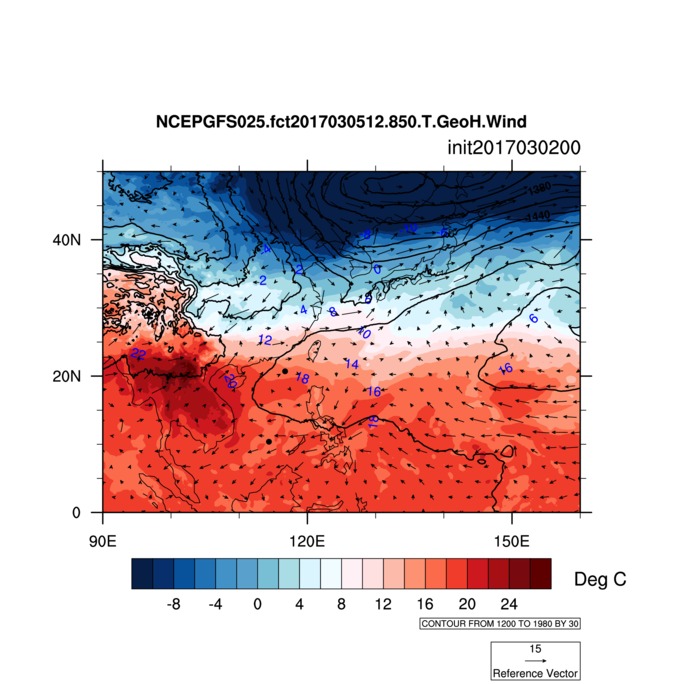 NCEPGFS025.fct2017030512.850.T.GeoH.Wind
init2017030200
1380
1440
40N
-4
0
2
2
4
8
6
10
12
14
22
20
18
16
16
18
20N
0
90E
120E
150E
-8 -4 0 4 8 12 16 20 24
Deg C
CONTOUR FROM 1200 TO 1980 BY 30
15
Reference Vector